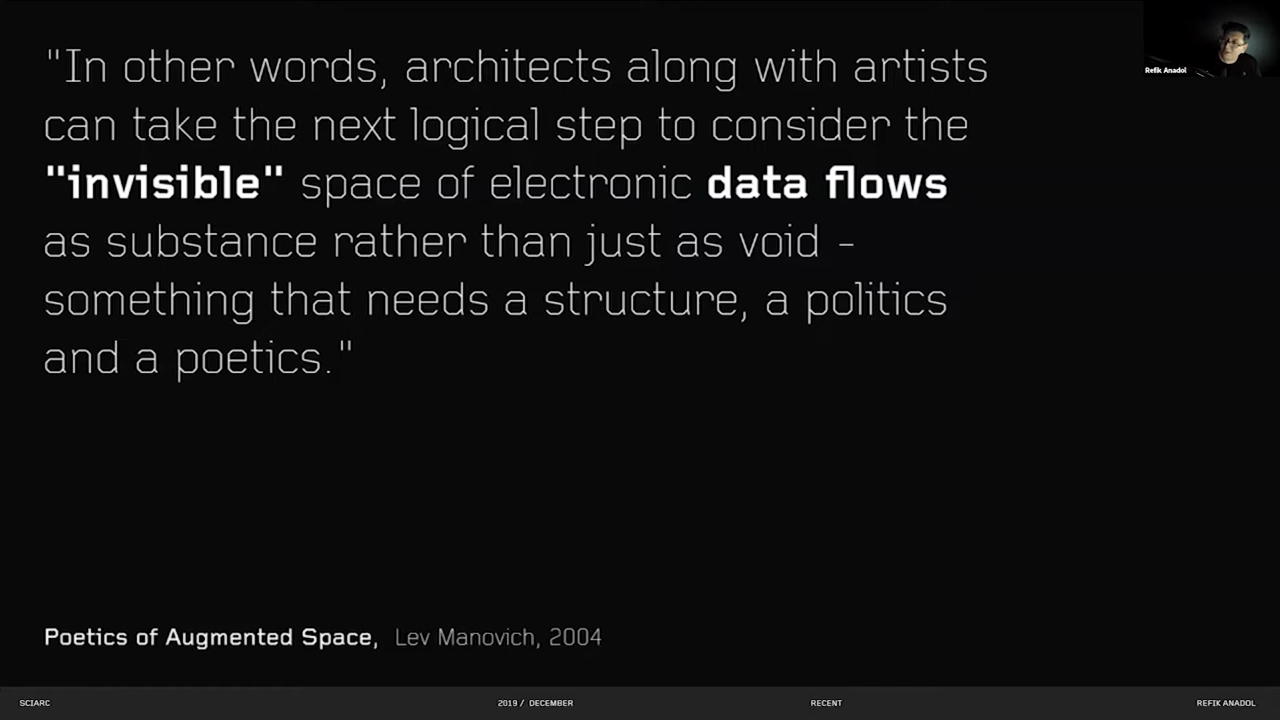 "In other words, architects along with artists
can take the next logical step to consider the
"invisible" space of electronic data flows
as substance rather than just as void -
something that needs a structure, a politics
and a poetics."
Refik Anadol
Poetics of Augmented Space, Lev Manovich, 2004
SCIARC 2019 / DECEMBER RECENT REFIK ANADOL